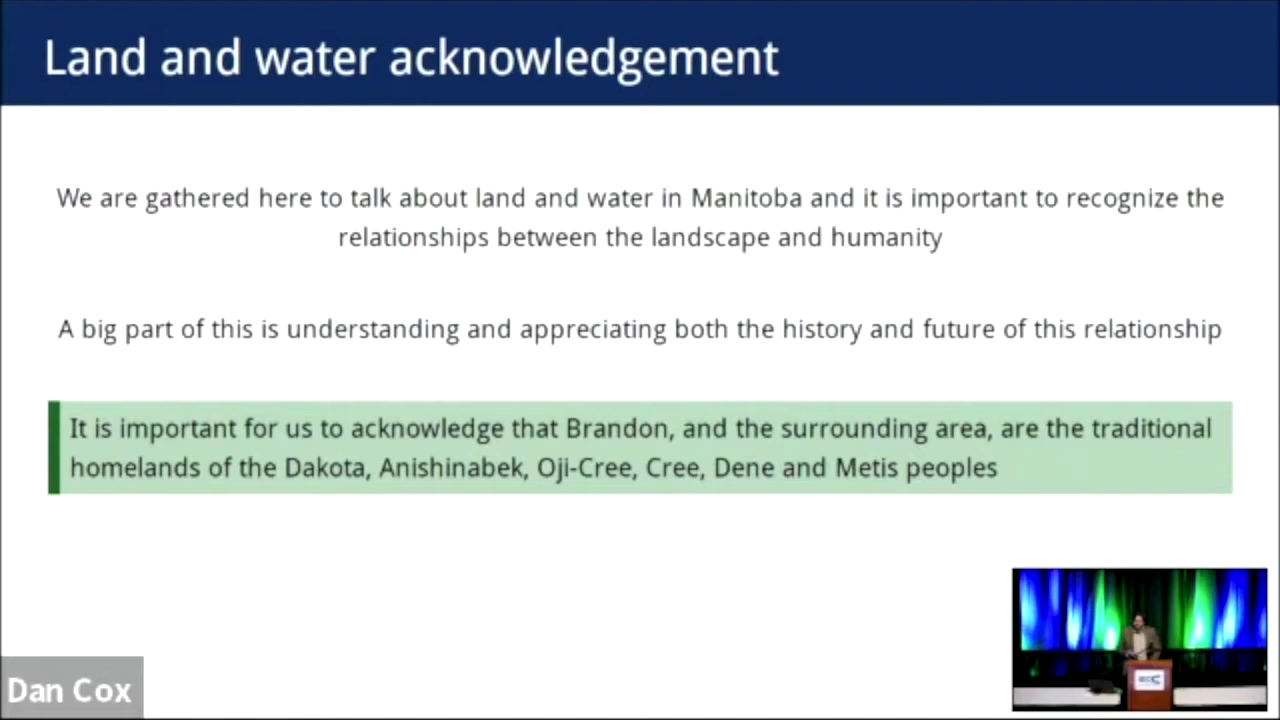 Land and water acknowledgement
We are gathered here to talk about land and water in Manitoba and it is important to recognize the
relationships between the landscape and humanity
A big part of this is understanding and appreciating both the history and future of this relationship
It is important for us to acknowledge that Brandon, and the surrounding area, are the traditional
homelands of the Dakota, Anishinabek, Oji-Cree, Cree, Dene and Metis peoples
Dan Cox